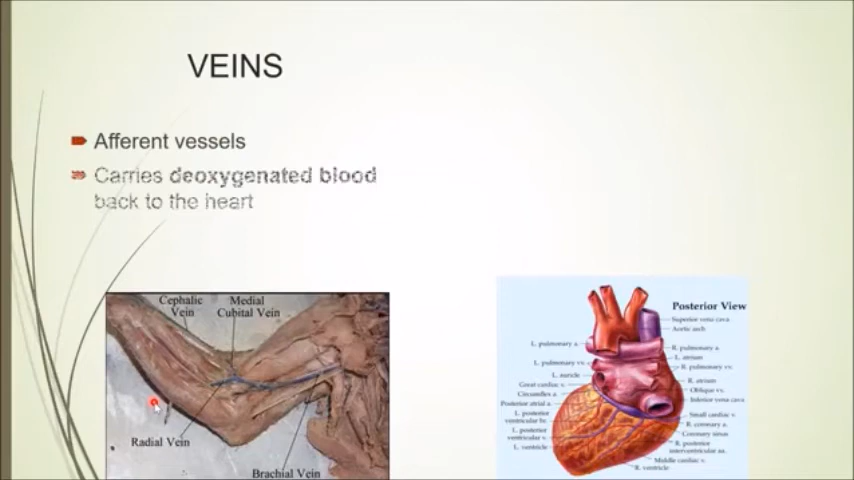 VEINS
Afferent vessels
Carries deoxygenated blood
back to the heart
Cephalic
Vein
Medial
Cubital Vein
Radial Vein
Brachial Vein
Posterior View
Superior vena cava
Aortic arch
L. pulmonary a.
R. pulmonary a.
L. atrium
L. pulmonary vv.
R. pulmonary vv.
L. auricle
R. atrium
Great cardiac v.
Oblique vv.
Circumflex a.
Inferior vena cava
Posterior atrial a.
L. posterior
ventricular br.
Small cardiac v.
R. coronary a.
L. posterior
ventricular v.
Coronary sinus
R. posterior
interventricular aa.
L. ventricle
Middle cardiac v.
R. ventricle